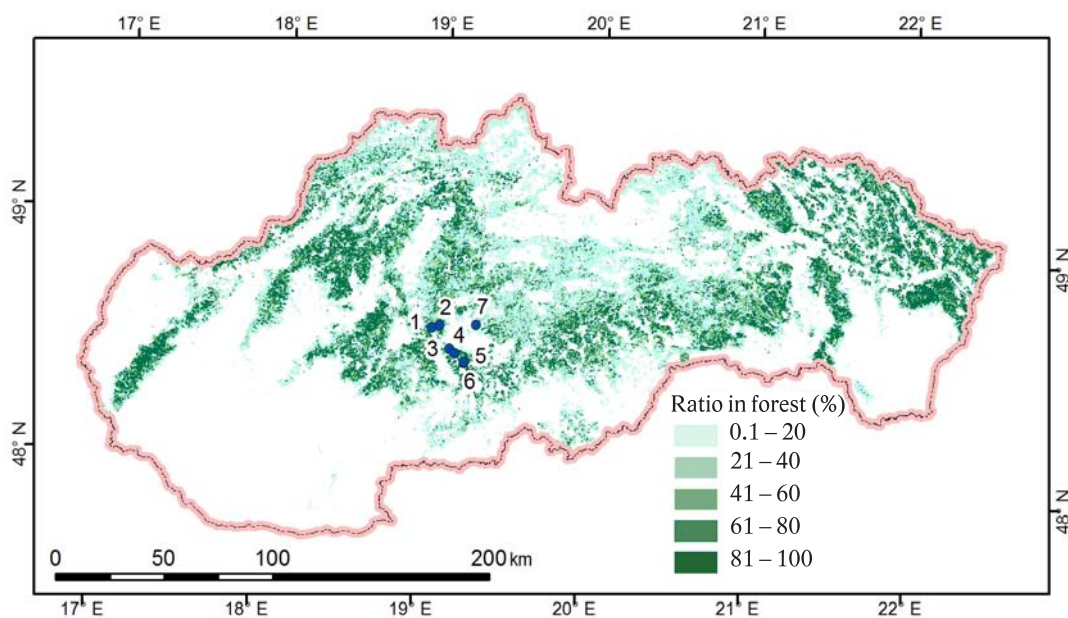 17° E 18° E 19° E 20° E 21° E 22° E
49° N
49° N
1 2 7
3 4 5
6
48° N
48° N
Ratio in forest (%)
0.1 – 20
21 – 40
41 – 60
61 – 80
81 – 100
0 50 100 200 km
17° E 18° E 19° E 20° E 21° E 22° E